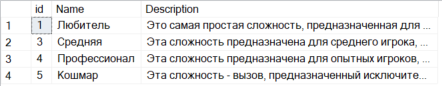 id Name Description
1 1 Любитель Это самая простая сложность, предназначенная для ...
2 3 Средняя Эта сложность предназначена для среднего игрока, ...
3 4 Профессионал Эта сложность предназначена для опытных игроков, ...
4 5 Кошмар Эта сложность - вызов, предназначенный исключите...